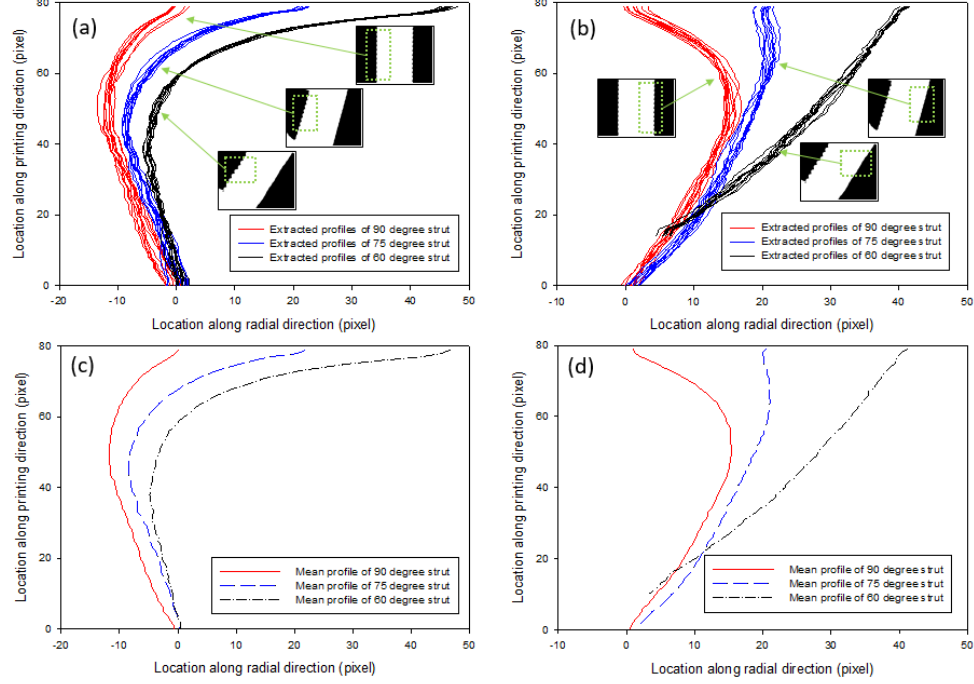 (a)
Location along printing direction (pixel)
80
60
40
20
0
Extracted profiles of 90 degree strut
Extracted profiles of 75 degree strut
Extracted profiles of 60 degree strut
-20 -10 0 10 20 30 40 50
Location along radial direction (pixel)
(b)
Location along printing direction (pixel)
80
60
40
20
0
Extracted profiles of 90 degree strut
Extracted profiles of 75 degree strut
Extracted profiles of 60 degree strut
-10 0 10 20 30 40 50
Location along radial direction (pixel)
(c)
Location along printing direction (pixel)
80
60
40
20
0
Mean profile of 90 degree strut
Mean profile of 75 degree strut
Mean profile of 60 degree strut
-20 -10 0 10 20 30 40 50
Location along radial direction (pixel)
(d)
Location along printing direction (pixel)
80
60
40
20
0
Mean profile of 90 degree strut
Mean profile of 75 degree strut
Mean profile of 60 degree strut
-10 0 10 20 30 40 50
Location along radial direction (pixel)